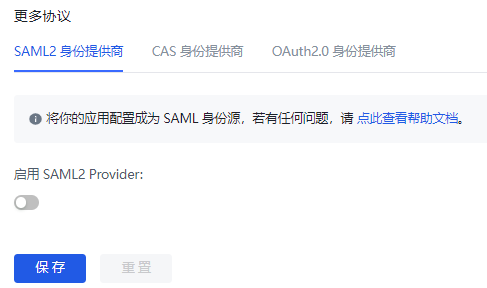 更多协议
SAML2 身份提供商 CAS 身份提供商 OAuth2.0 身份提供商
将你的应用配置成为 SAML 身份源，若有任何问题，请 点此查看帮助文档。
启用 SAML2 Provider:
保存 重置